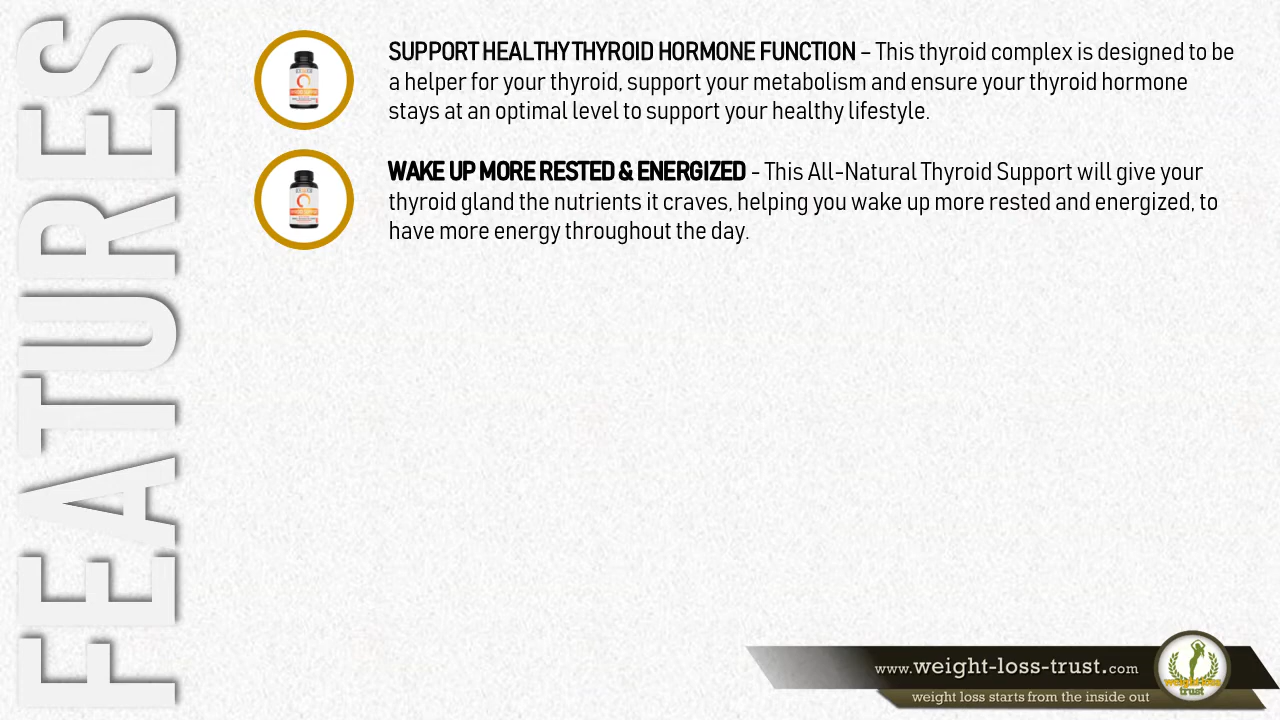 FEATURES
SUPPORT HEALTHY THYROID HORMONE FUNCTION – This thyroid complex is designed to be
a helper for your thyroid, support your metabolism and ensure your thyroid hormone
stays at an optimal level to support your healthy lifestyle.
WAKE UP MORE RESTED & ENERGIZED - This All-Natural Thyroid Support will give your
thyroid gland the nutrients it craves, helping you wake up more rested and energized, to
have more energy throughout the day.
www.weight-loss-trust.com
weight loss starts from the inside out
weight loss
trust